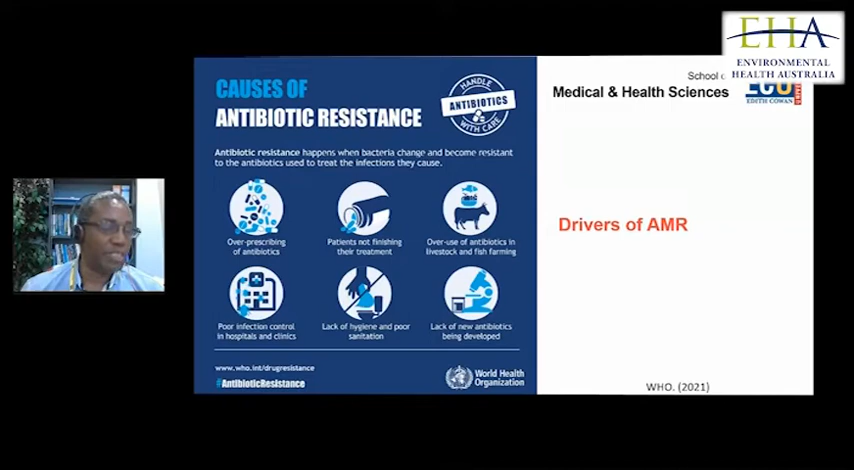 EHA
ENVIRONMENTAL
HEALTH AUSTRALIA
CAUSES OF
ANTIBIOTIC RESISTANCE
HANDLE
ANTIBIOTICS
WITH CARE
Antibiotic resistance happens when bacteria change and become resistant
to the antibiotics used to treat the infections they cause.
Over-prescribing
of antibiotics
Patients not finishing
their treatment
Over-use of antibiotics in
livestock and fish farming
Poor infection control
in hospitals and clinics
Lack of hygiene and poor
sanitation
Lack of new antibiotics
being developed
www.who.int/drugresistance
#AntibioticResistance
World Health
Organization
School o
Medical & Health Sciences
ECU
EDITH COWAN
Drivers of AMR
WHO. (2021)